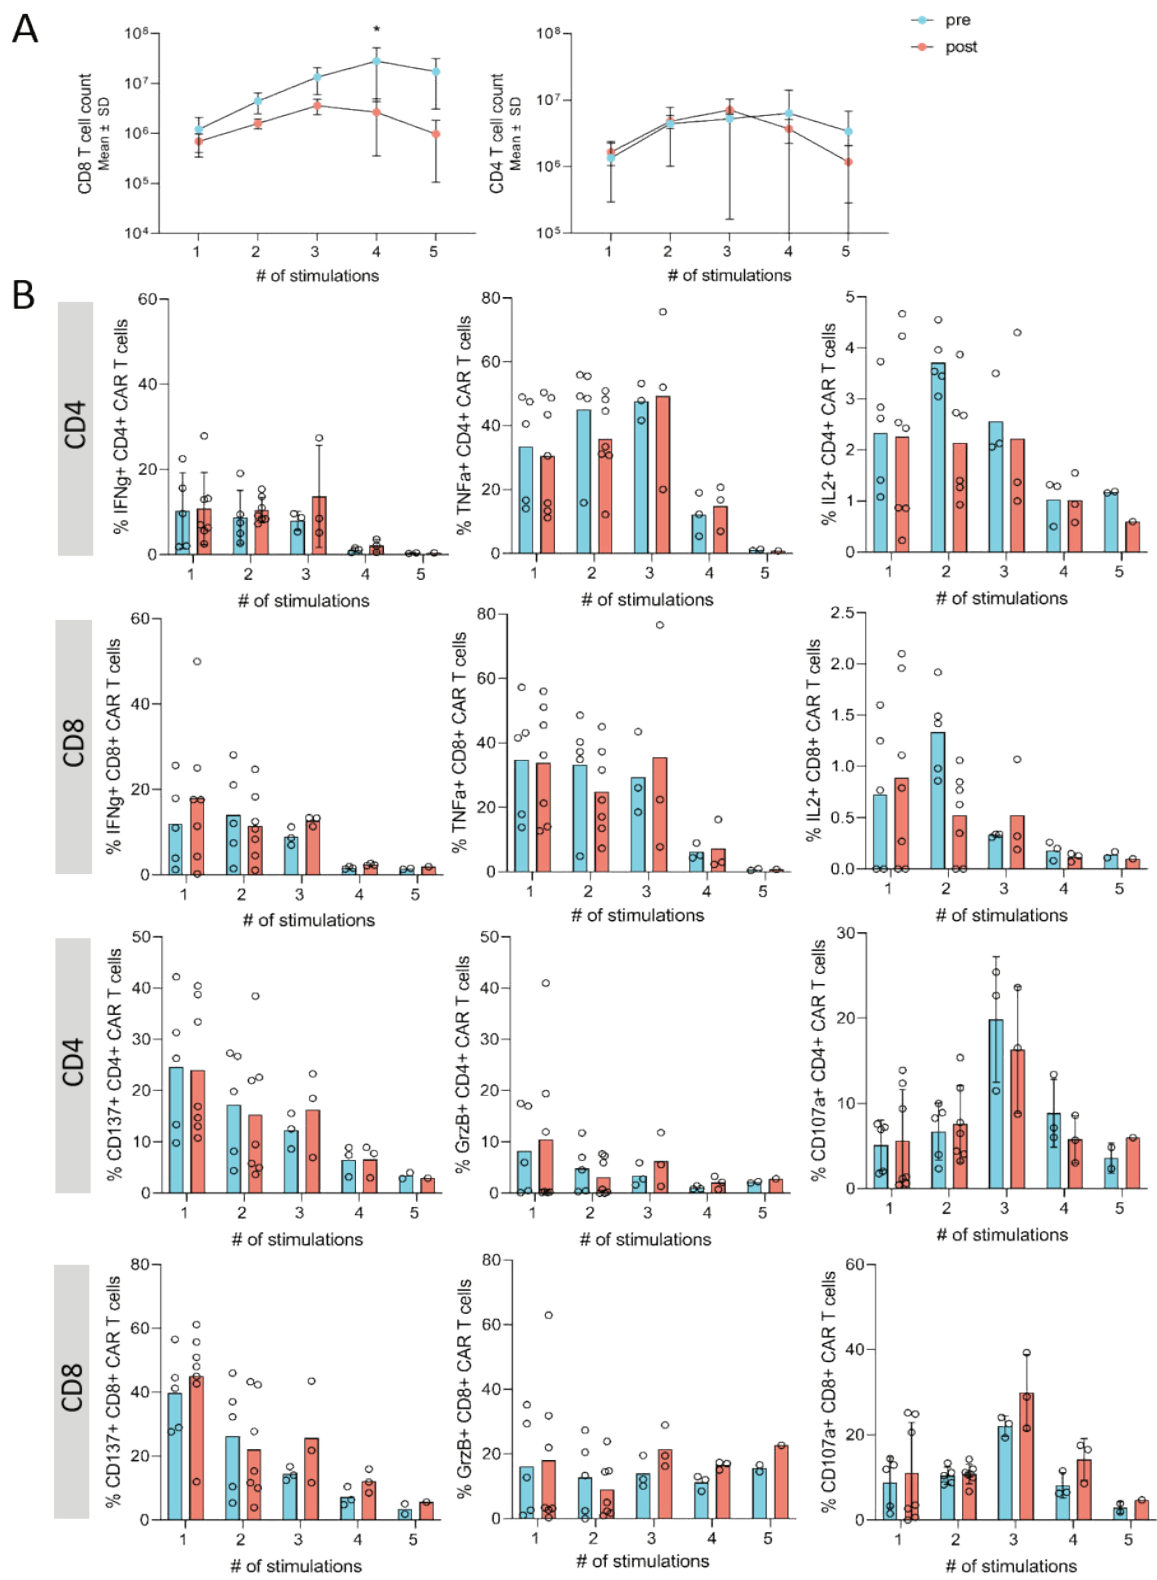 A
pre
post
*
CD8 T cell count
Mean ± SD
10⁸
10⁷
10⁶
10⁵
10⁴
1 2 3 4 5
# of stimulations
CD4 T cell count
Mean ± SD
10⁸
10⁷
10⁶
10⁵
1 2 3 4 5
# of stimulations
B
CD4
% IFNg+ CD4+ CAR T cells
60
40
20
0
1 2 3 4 5
# of stimulations
% TNFa+ CD4+ CAR T cells
80
60
40
20
0
1 2 3 4 5
# of stimulations
% IL2+ CD4+ CAR T cells
5
4
3
2
1
0
1 2 3 4 5
# of stimulations
CD8
% IFNg+ CD8+ CAR T cells
60
40
20
0
1 2 3 4 5
# of stimulations
% TNFa+ CD8+ CAR T cells
80
60
40
20
0
1 2 3 4 5
# of stimulations
% IL2+ CD8+ CAR T cells
2.5
2.0
1.5
1.0
0.5
0.0
1 2 3 4 5
# of stimulations
CD4
% CD137+ CD4+ CAR T cells
50
40
30
20
10
0
1 2 3 4 5
# of stimulations
% GrzB+ CD4+ CAR T cells
50
40
30
20
10
0
1 2 3 4 5
# of stimulations
% CD107a+ CD4+ CAR T cells
30
20
10
0
1 2 3 4 5
# of stimulations
CD8
% CD137+ CD8+ CAR T cells
80
60
40
20
0
1 2 3 4 5
# of stimulations
% GrzB+ CD8+ CAR T cells
80
60
40
20
0
1 2 3 4 5
# of stimulations
% CD107a+ CD8+ CAR T cells
60
40
20
0
1 2 3 4 5
# of stimulations